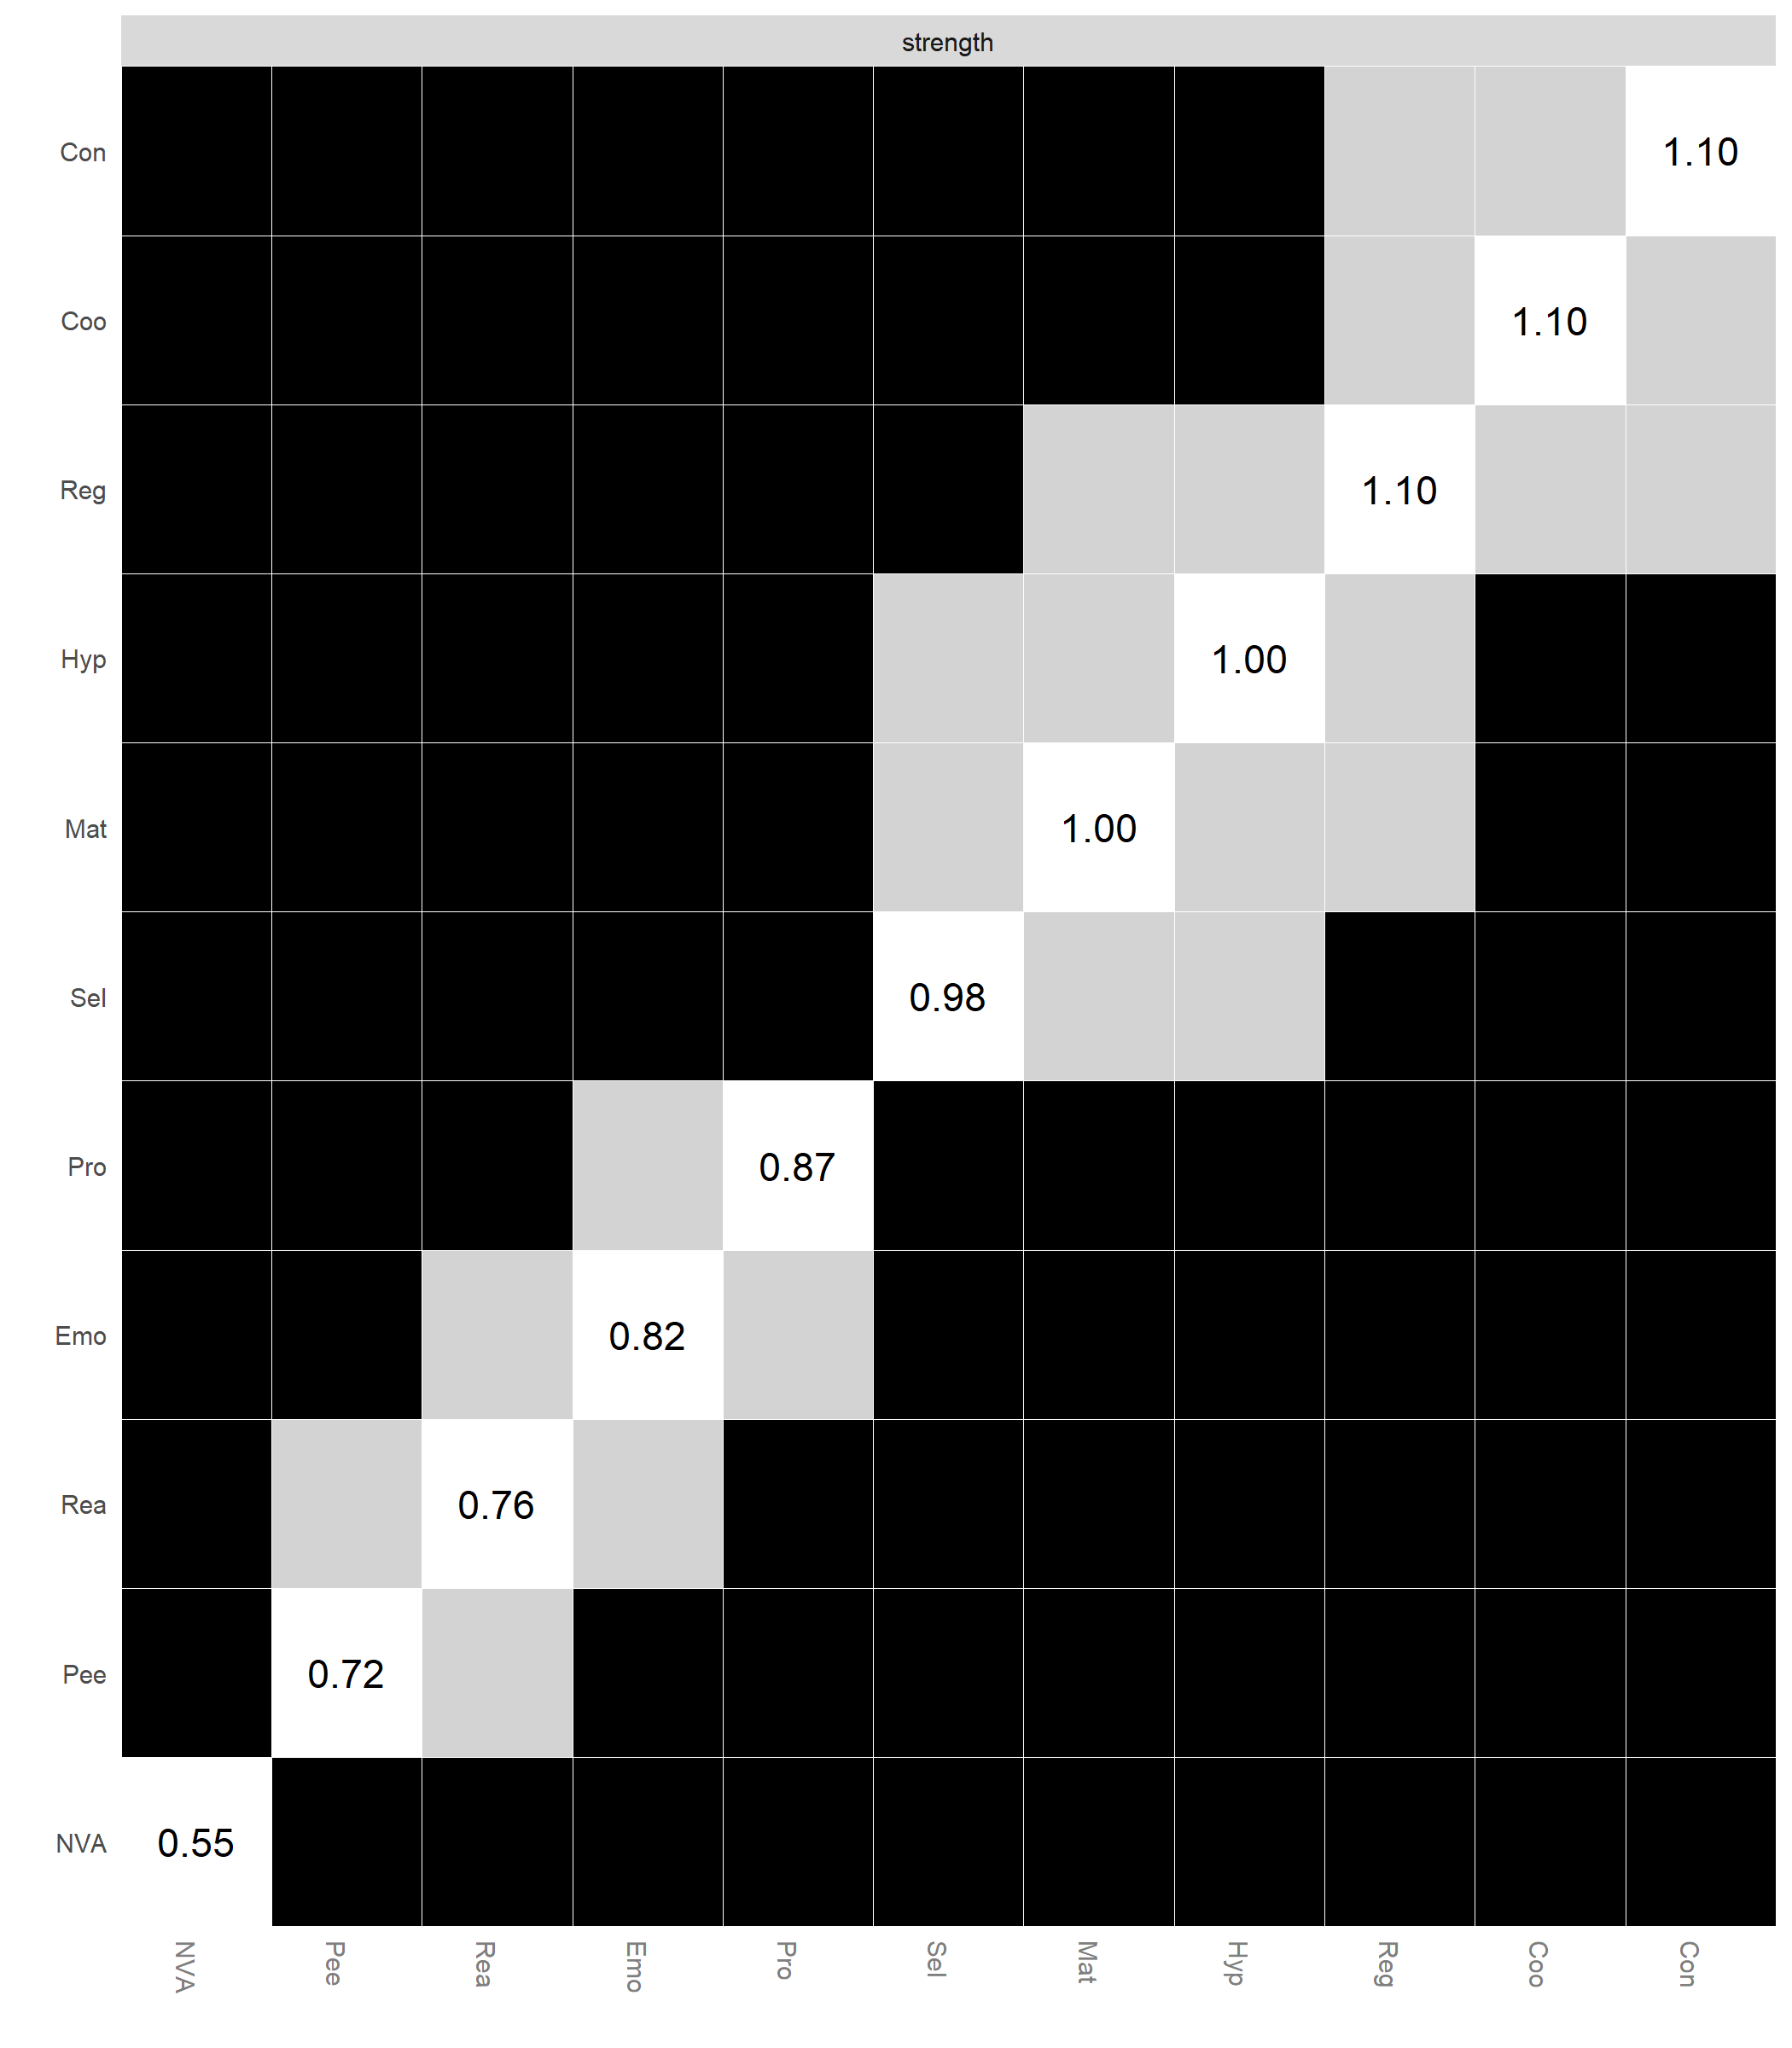 strength
Con 1.10
Coo 1.10
Reg 1.10
Hyp 1.00
Mat 1.00
Sel 0.98
Pro 0.87
Emo 0.82
Rea 0.76
Pee 0.72
NVA 0.55
NVA Pee Rea Emo Pro Sel Mat Hyp Reg Coo Con